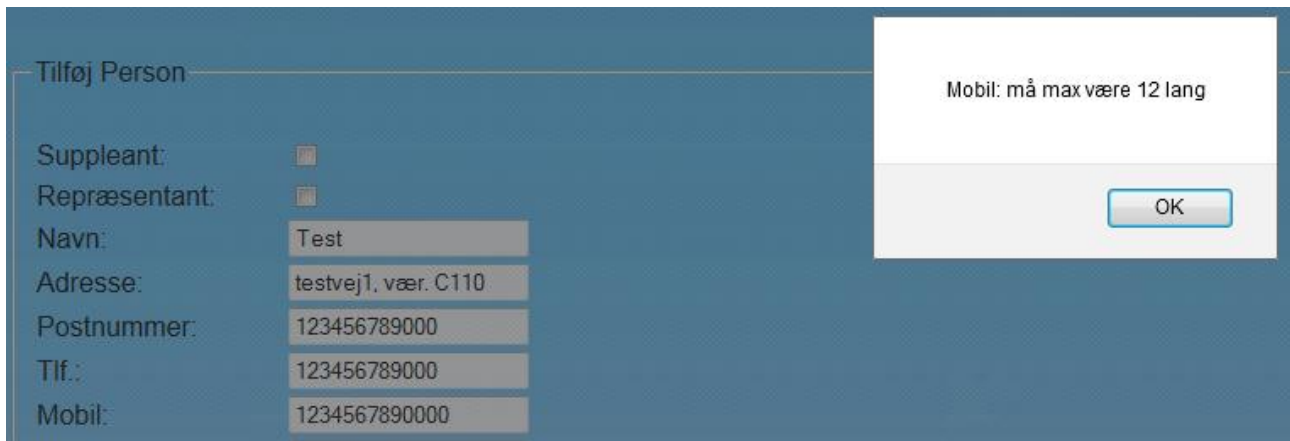 Tilføj Person
Mobil: må max være 12 lang
OK
Suppleant:
Repræsentant:
Navn: Test
Adresse: testvej1, vær. C110
Postnummer: 123456789000
Tlf.: 123456789000
Mobil: 1234567890000